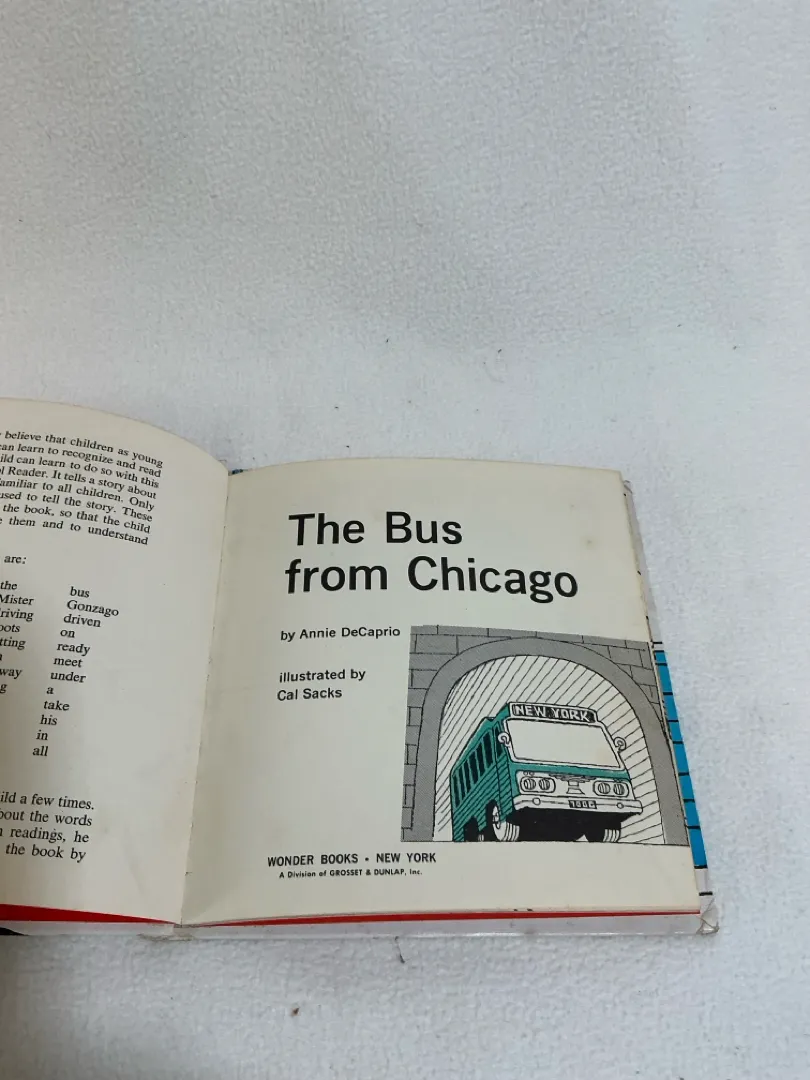 believe that children as young
can learn to recognize and read
ild can learn to do so with this
l Reader. It tells a story about
amiliar to all children. Only
used to tell the story. These
the book, so that the child
them and to understand
are:
the bus
Mister Gonzago
riving driven
oots on
tting ready
meet
way under
g a
take
his
in
all
ild a few times.
bout the words
readings, he
the book by
The Bus
from Chicago
by Annie DeCaprio
illustrated by
Cal Sacks
NEW YORK
WONDER BOOKS • NEW YORK
A Division of GROSSET & DUNLAP, Inc.